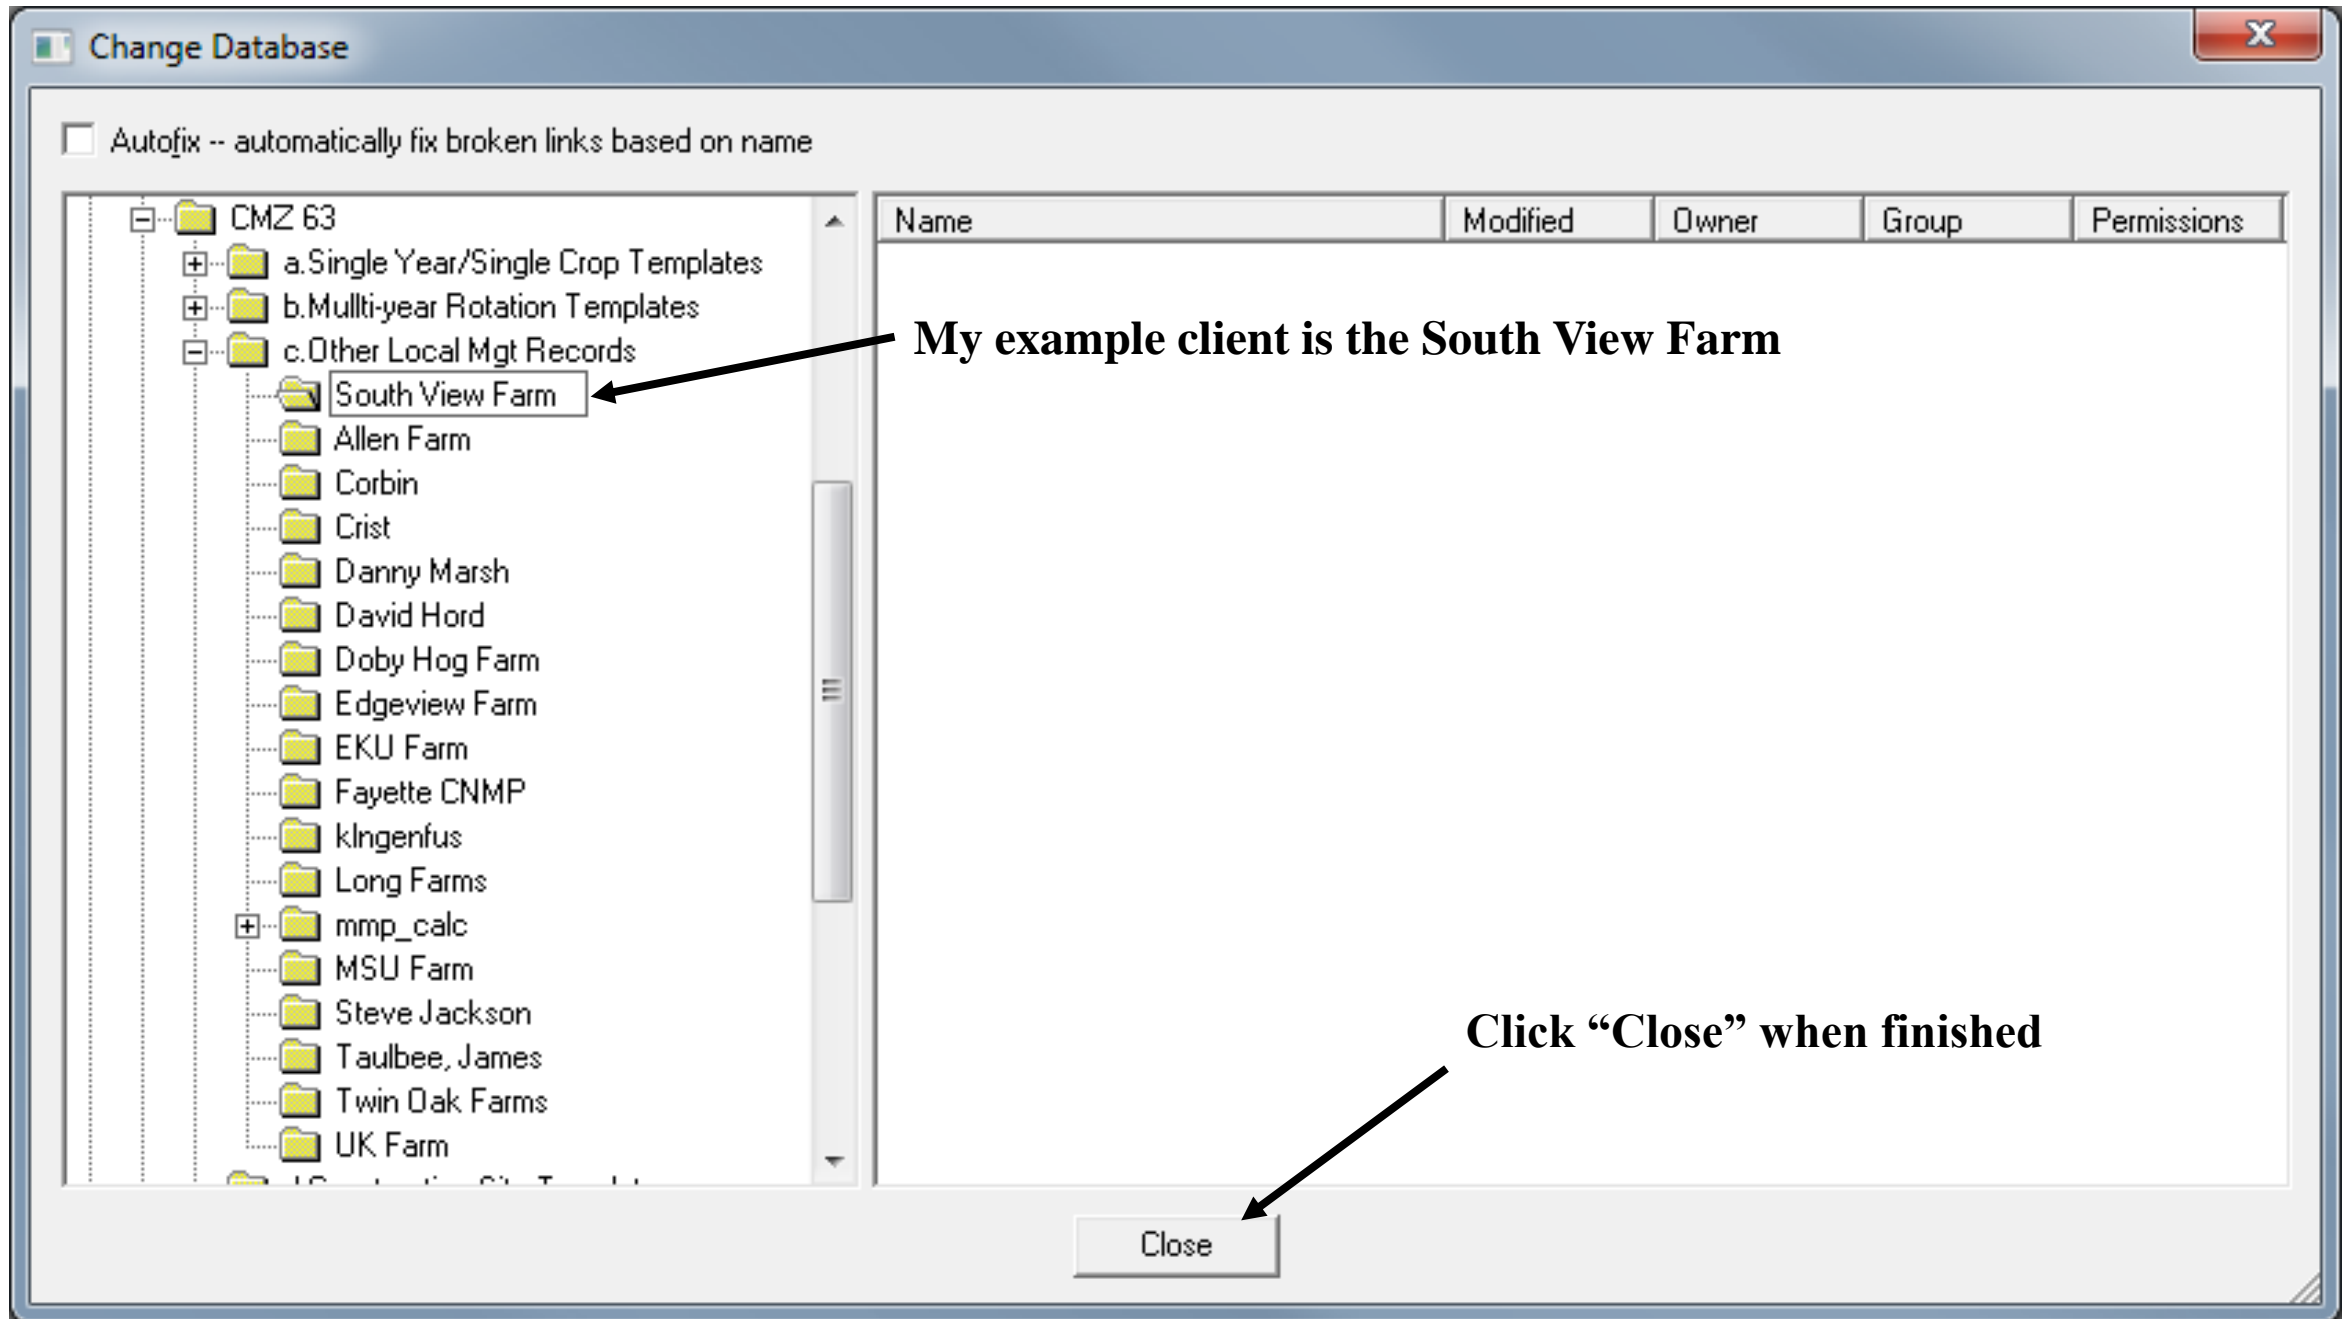 Change Database
Autofix -- automatically fix broken links based on name
CMZ 63
a.Single Year/Single Crop Templates
b.Mullti-year Rotation Templates
c.Other Local Mgt Records
South View Farm
Allen Farm
Corbin
Crist
Danny Marsh
David Hord
Doby Hog Farm
Edgeview Farm
EKU Farm
Fayette CNMP
klngenfus
Long Farms
mmp_calc
MSU Farm
Steve Jackson
Taulbee, James
Twin Oak Farms
UK Farm
Name Modified Owner Group Permissions
My example client is the South View Farm
Click “Close” when finished
Close